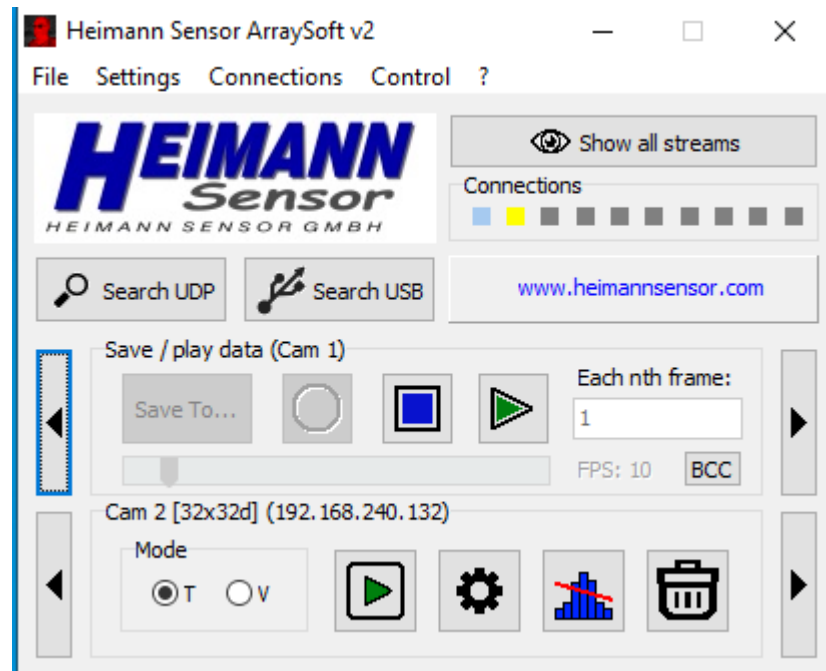 Heimann Sensor ArraySoft v2
File Settings Connections Control ?
HEIMANN
Sensor
HEIMANN SENSOR GMBH
Show all streams
Connections
Search UDP
Search USB
www.heimannsensor.com
Save / play data (Cam 1)
Save To...
Each nth frame:
1
FPS: 10
BCC
Cam 2 [32x32d] (192.168.240.132)
Mode
T
V